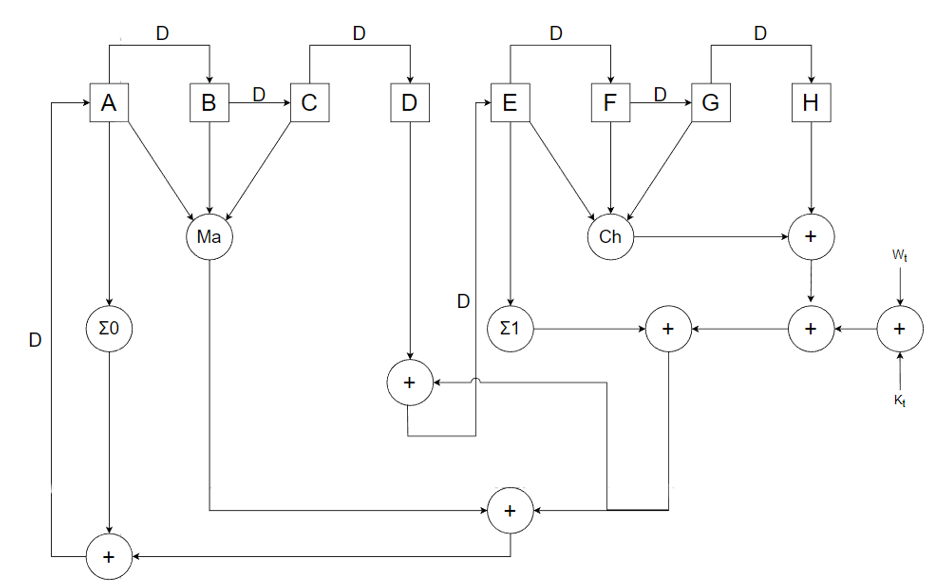 D D D D
A B D C D E F D G H
Ma Ch +
Wt
D
Σ0 Σ1 + + +
D
+
Kt
+
+